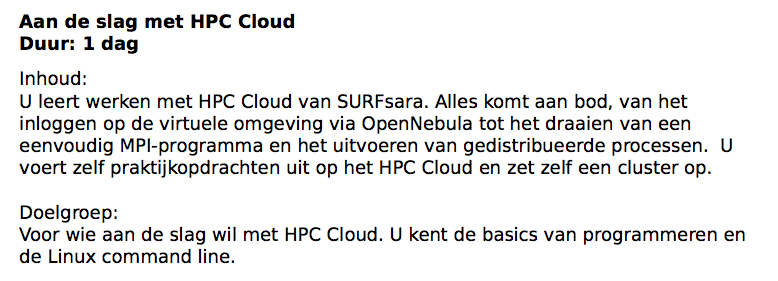 Aan de slag met HPC Cloud
Duur: 1 dag
Inhoud:
U leert werken met HPC Cloud van SURFsara. Alles komt aan bod, van het
inloggen op de virtuele omgeving via OpenNebula tot het draaien van een
eenvoudig MPI-programma en het uitvoeren van gedistribueerde processen.  U
voert zelf praktijkopdrachten uit op het HPC Cloud en zet zelf een cluster op.
Doelgroep:
Voor wie aan de slag wil met HPC Cloud. U kent de basics van programmeren en
de Linux command line.